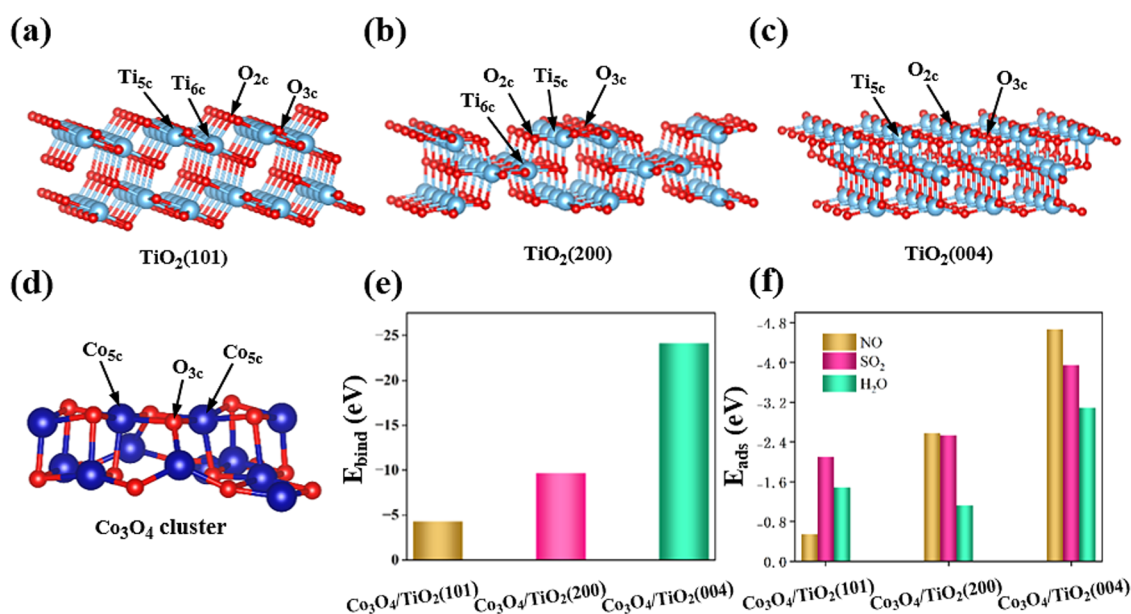 (a)
(b)
(c)
Ti5c
Ti6c
O2c
O3c
Ti6c
O2c
Ti5c
O3c
Ti5c
O2c
O3c
TiO2(101)
TiO2(200)
TiO2(004)
(d)
(e)
(f)
Co5c
O3c
Co5c
Co3O4 cluster
Ebind (eV)
−25
−20
−15
−10
−5
0
Co3O4/TiO2(101)
Co3O4/TiO2(200)
Co3O4/TiO2(004)
Eads (eV)
-4.8
-4.0
-3.2
-2.4
-1.6
-0.8
0.0
NO
SO2
H2O
Co3O4/TiO2(101)
Co3O4/TiO2(200)
Co3O4/TiO2(004)